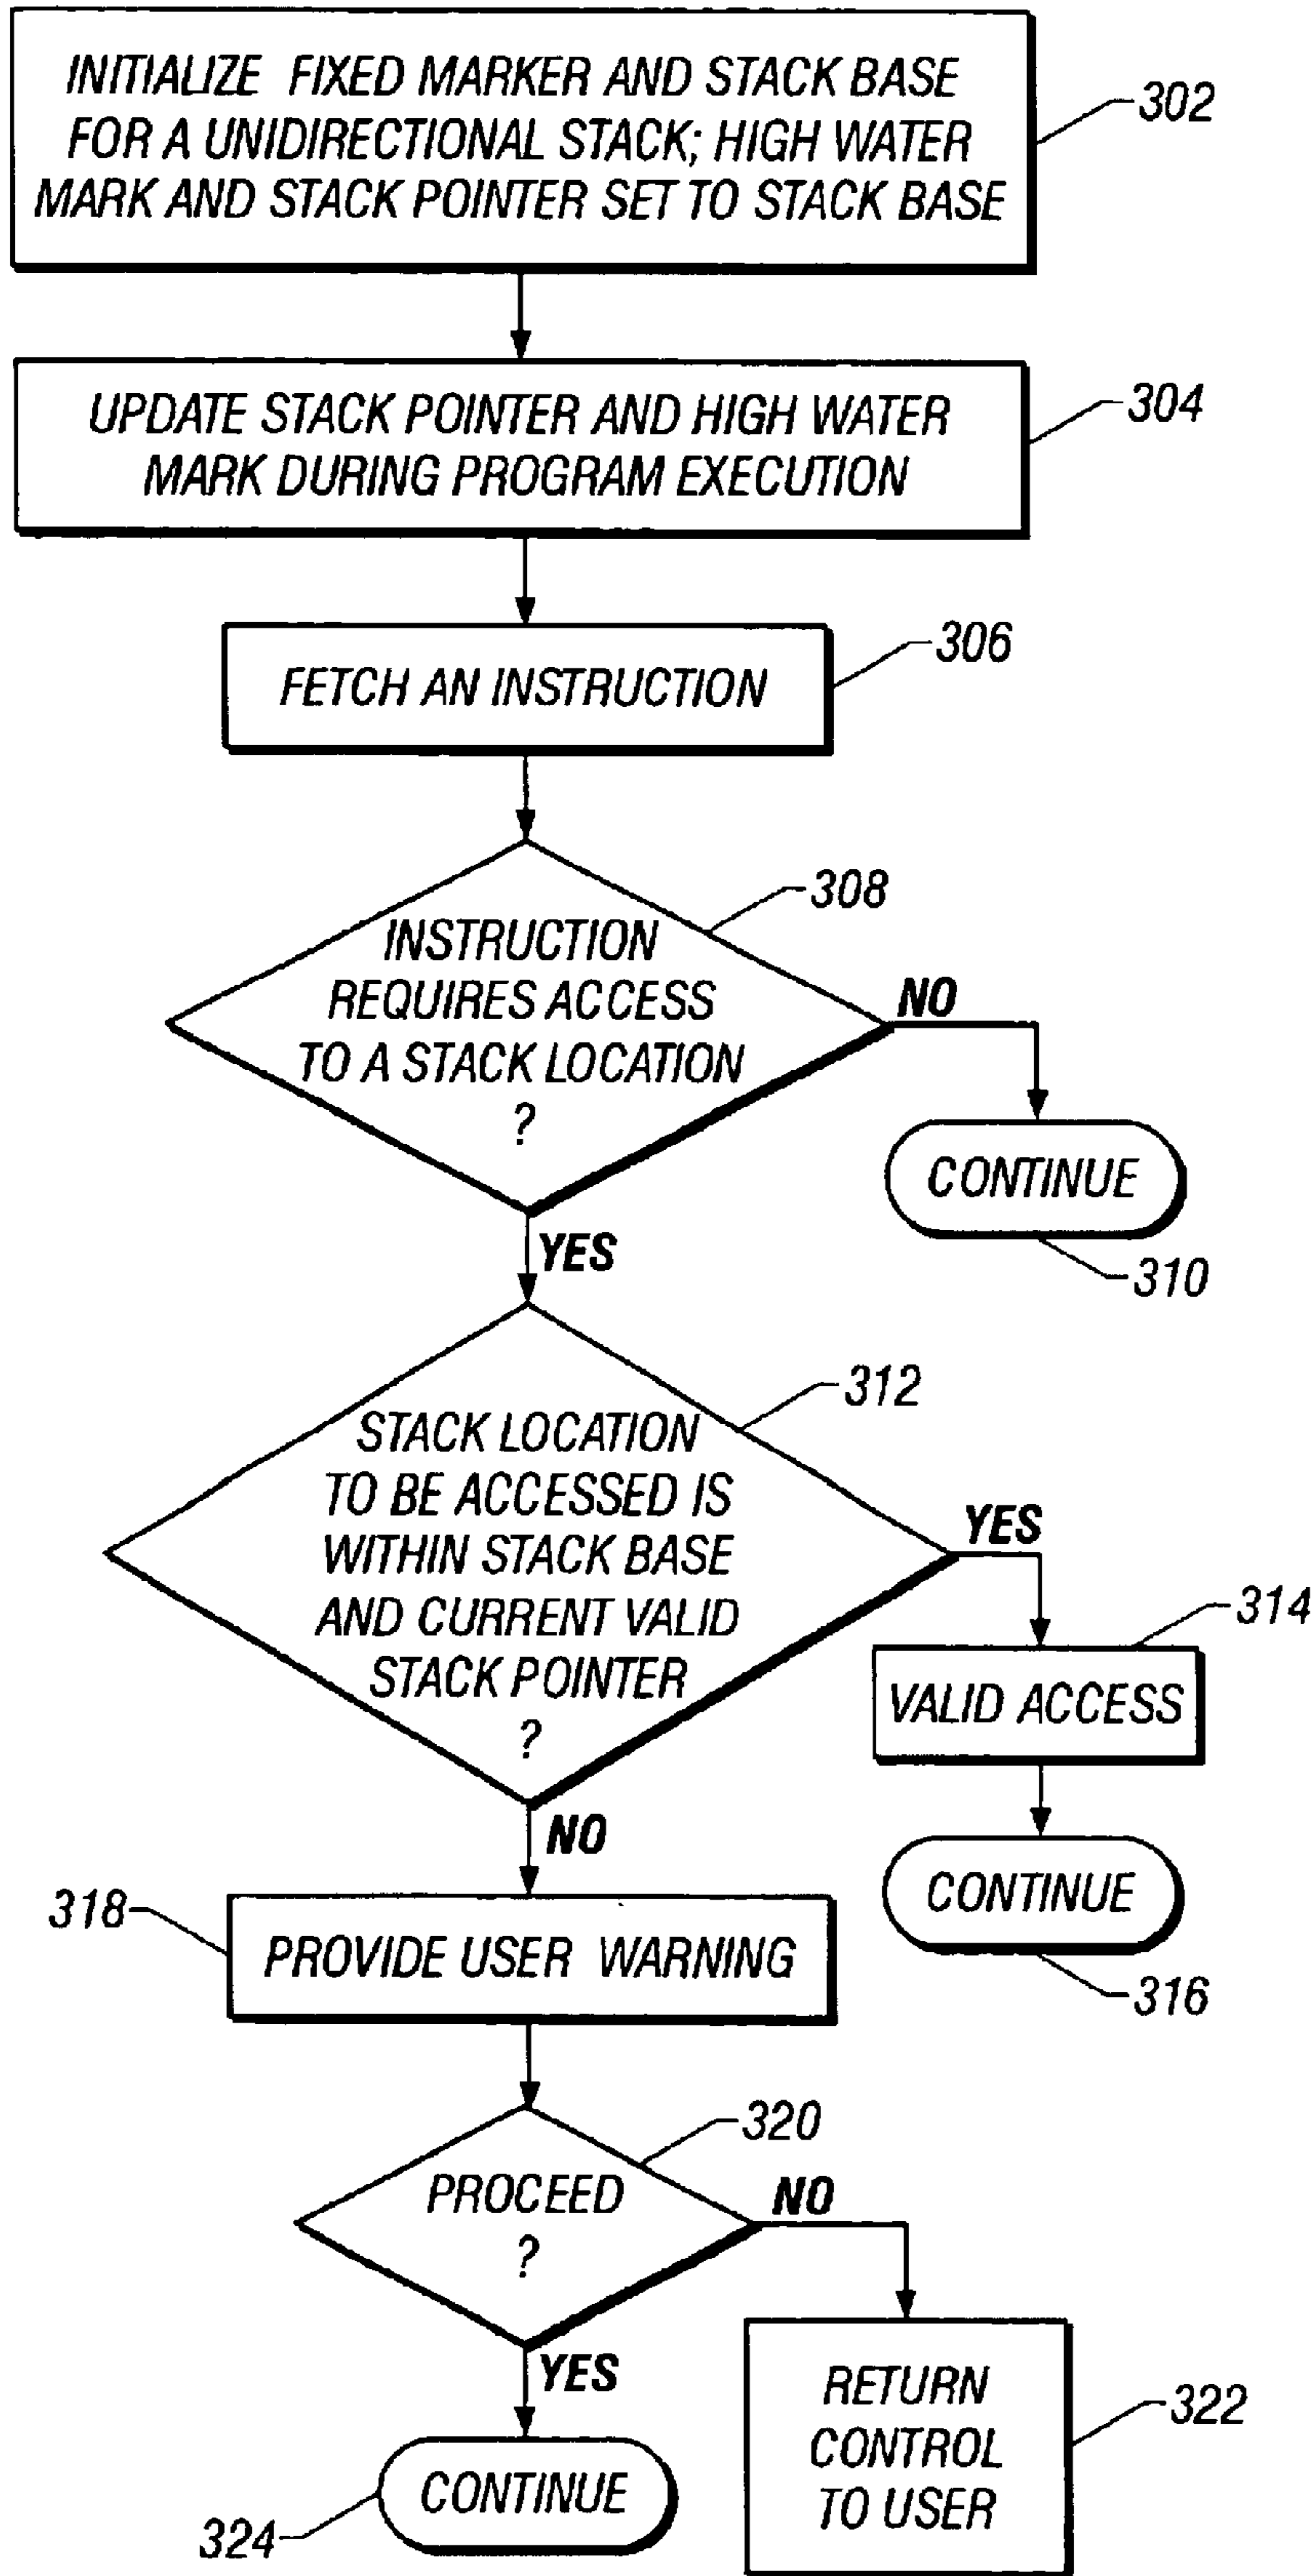 INITIALIZE FIXED MARKER AND STACK BASE
FOR A UNIDIRECTIONAL STACK; HIGH WATER
MARK AND STACK POINTER SET TO STACK BASE
302
UPDATE STACK POINTER AND HIGH WATER
MARK DURING PROGRAM EXECUTION
304
FETCH AN INSTRUCTION
306
INSTRUCTION
REQUIRES ACCESS
TO A STACK LOCATION
?
308
NO
CONTINUE
310
YES
STACK LOCATION
TO BE ACCESSED IS
WITHIN STACK BASE
AND CURRENT VALID
STACK POINTER
?
312
YES
314
VALID ACCESS
CONTINUE
316
NO
318
PROVIDE USER WARNING
PROCEED
?
320
NO
RETURN
CONTROL
TO USER
322
YES
CONTINUE
324